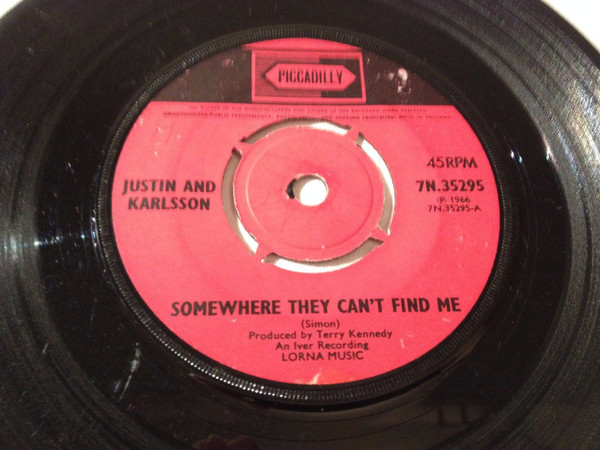 PICCADILLY
45RPM
JUSTIN AND
KARLSSON
7N.35295
℗ 1966
7N.35295-A
SOMEWHERE THEY CAN'T FIND ME
(Simon)
Produced by Terry Kennedy
An Iver Recording
LORNA MUSIC